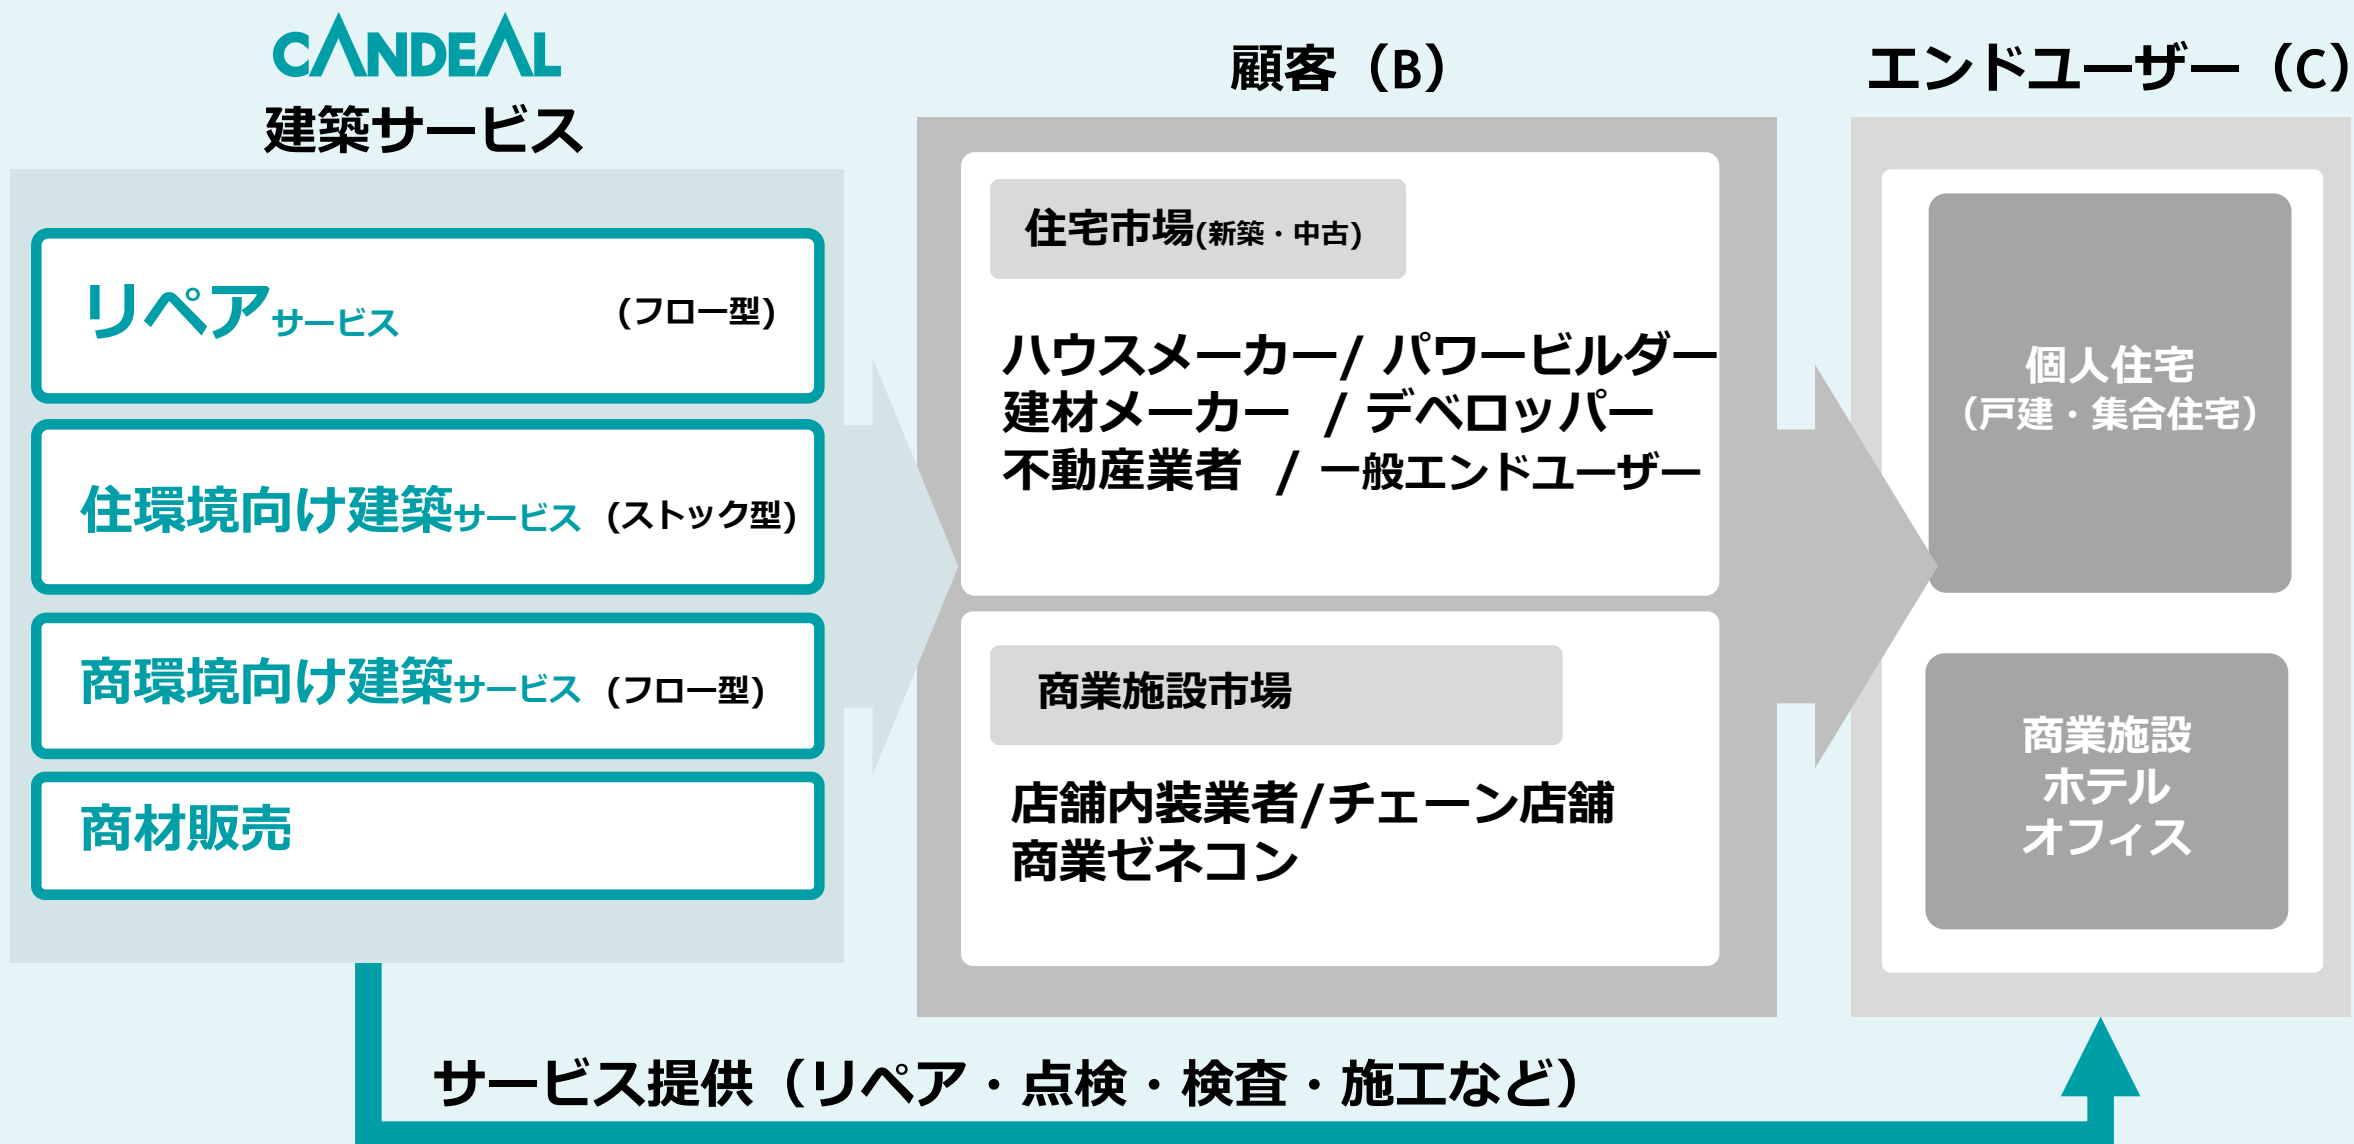 CANDEAL
建築サービス
リペアサービス (フロー型)
住環境向け建築サービス (ストック型)
商環境向け建築サービス (フロー型)
商材販売
顧客（B）
住宅市場(新築・中古)
ハウスメーカー/ パワービルダー
建材メーカー / デベロッパー
不動産業者 / 一般エンドユーザー
商業施設市場
店舗内装業者/チェーン店舗
商業ゼネコン
エンドユーザー（C）
個人住宅
（戸建・集合住宅）
商業施設
ホテル
オフィス
サービス提供（リペア・点検・検査・施工など）